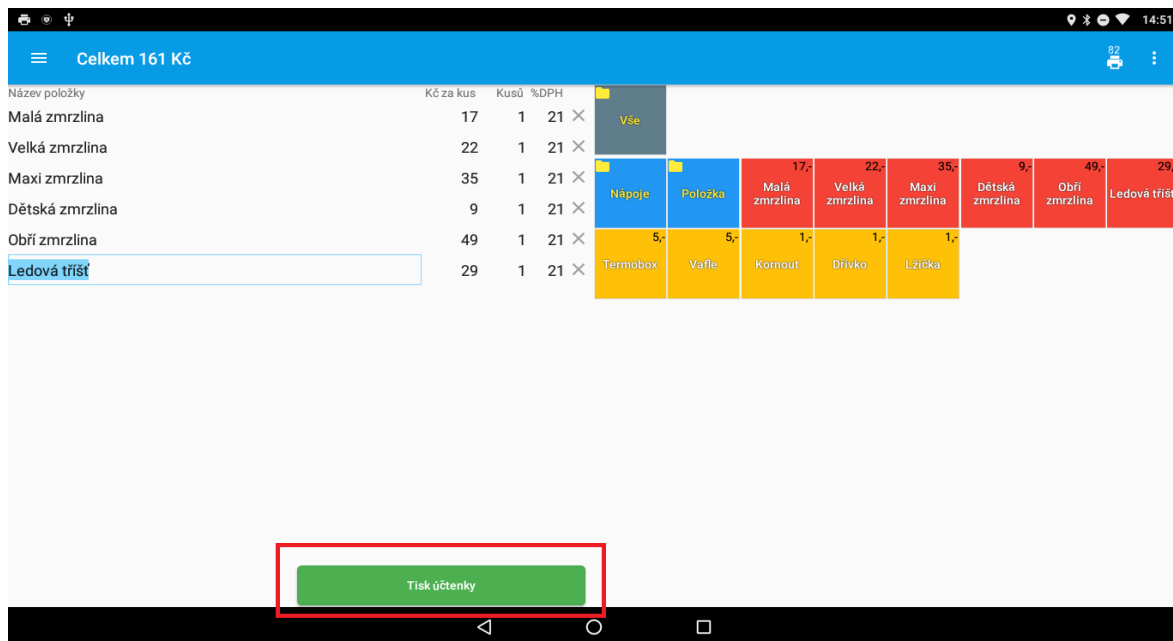 14:51
Celkem 161 Kč
82
Název položky Kč za kus Kusů %DPH
Malá zmrzlina 17 1 21
Velká zmrzlina 22 1 21
Maxi zmrzlina 35 1 21
Dětská zmrzlina 9 1 21
Obří zmrzlina 49 1 21
Ledová tříšť 29 1 21
Vše
Nápoje
Položka
17,-
Malá
zmrzlina
22,-
Velká
zmrzlina
35,-
Maxi
zmrzlina
9,-
Dětská
zmrzlina
49,-
Obří
zmrzlina
29,
Ledová tříšť
5,-
Termobox
5,-
Vafle
1,-
Kornout
1,-
Dřívko
1,-
Lžička
Tisk účtenky